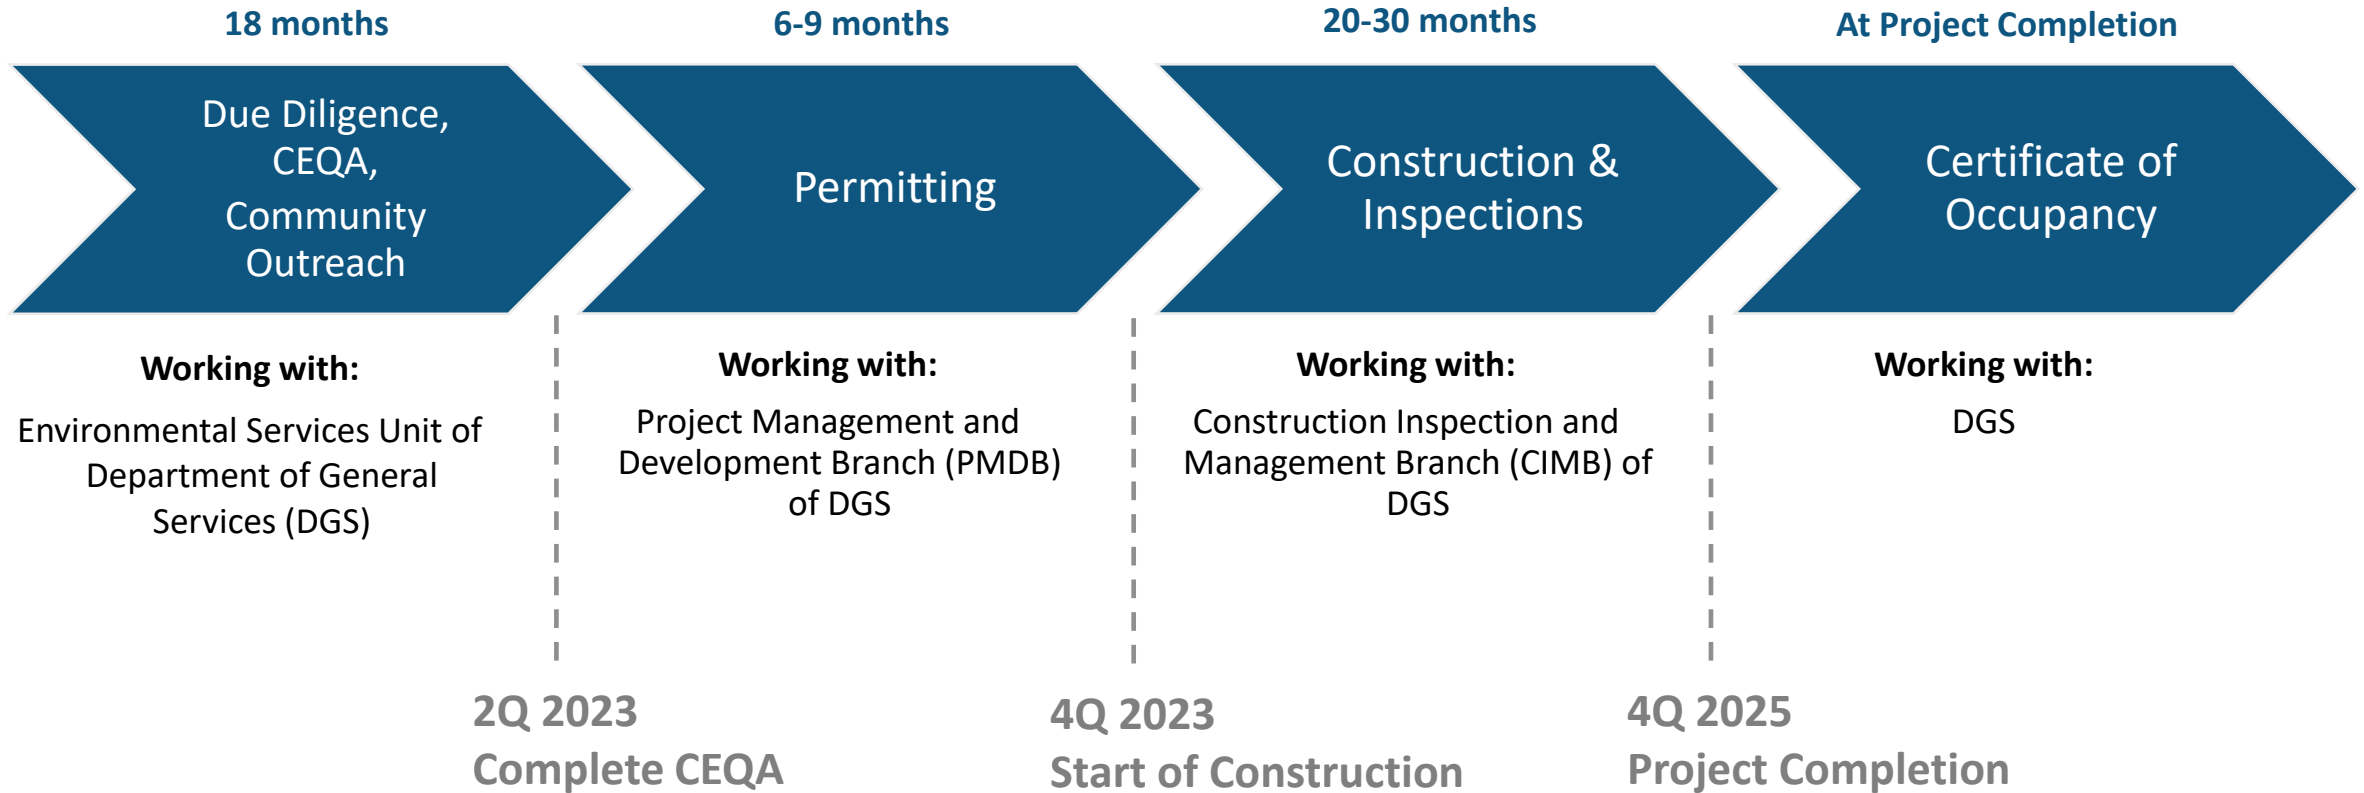 18 months
6-9 months
20-30 months
At Project Completion
Due Diligence,
CEQA,
Community
Outreach
Permitting
Construction &
Inspections
Certificate of
Occupancy
Working with:
Environmental Services Unit of
Department of General
Services (DGS)
Working with:
Project Management and
Development Branch (PMDB)
of DGS
Working with:
Construction Inspection and
Management Branch (CIMB) of
DGS
Working with:
DGS
2Q 2023
Complete CEQA
4Q 2023
Start of Construction
4Q 2025
Project Completion